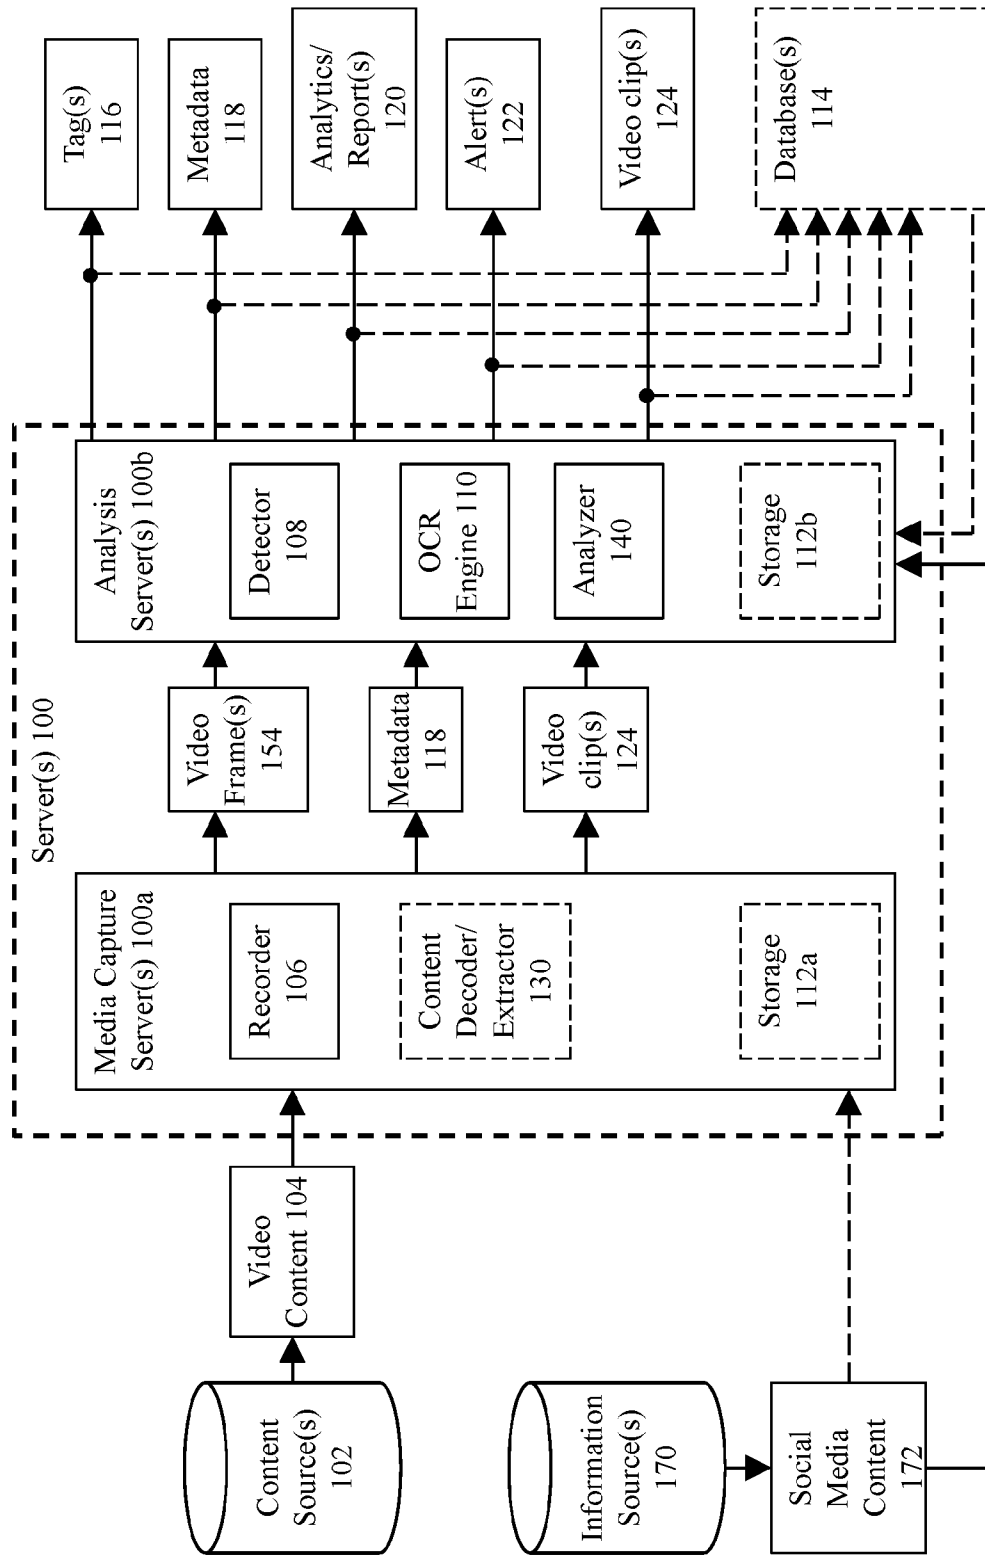 Server(s) 100
Content
Source(s)
102
Video
Content 104
Information
Source(s)
170
Social
Media
Content
172
Media Capture
Server(s) 100a
Recorder
106
Content
Decoder/
Extractor
130
Storage
112a
Video
Frame(s)
154
Metadata
118
Video
clip(s)
124
Analysis
Server(s) 100b
Detector
108
OCR
Engine 110
Analyzer
140
Storage
112b
Tag(s)
116
Metadata
118
Analytics/
Report(s)
120
Alert(s)
122
Video clip(s)
124
Database(s)
114